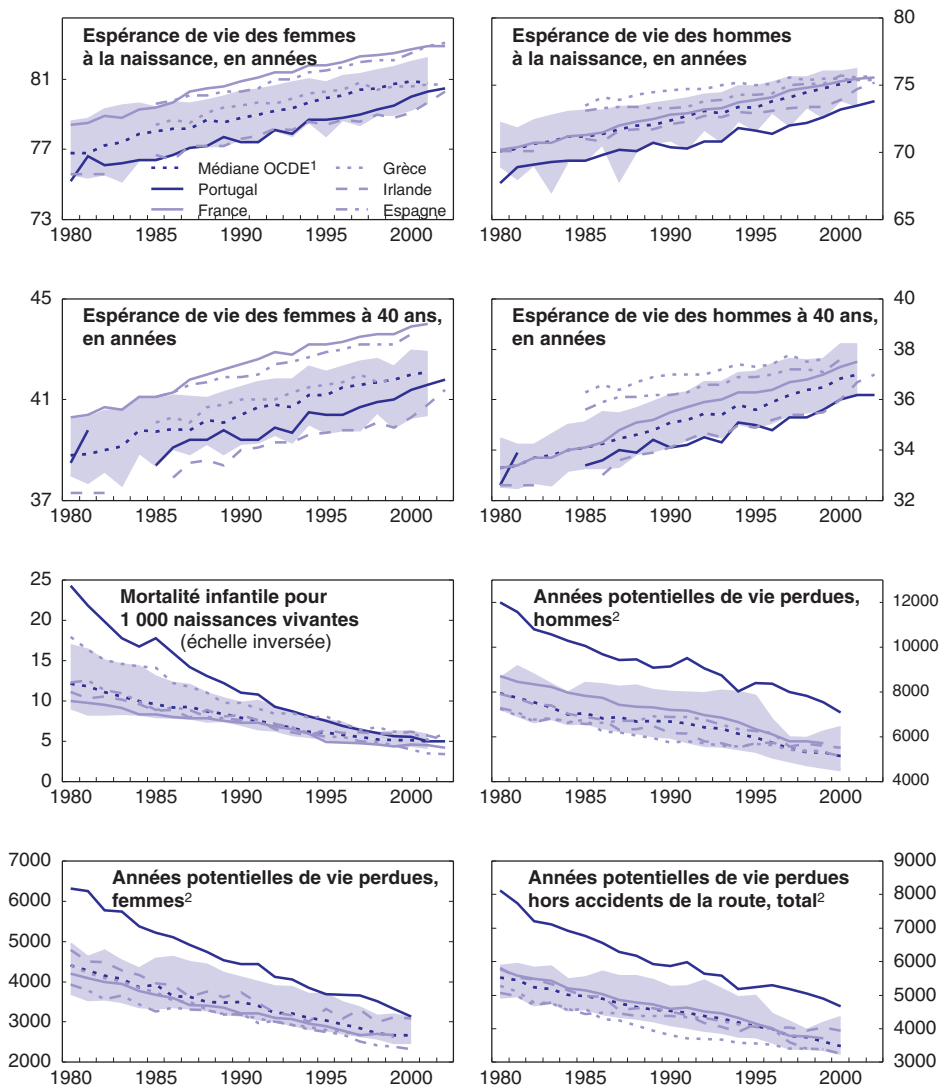 Espérance de vie des femmes
à la naissance, en années
81
77
73
Médiane OCDE¹
Portugal
France
Grèce
Irlande
Espagne
1980 1985 1990 1995 2000
Espérance de vie des hommes
à la naissance, en années
80
75
70
65
1980 1985 1990 1995 2000
Espérance de vie des femmes à 40 ans,
en années
45
41
37
1980 1985 1990 1995 2000
Espérance de vie des hommes à 40 ans,
en années
40
38
36
34
32
1980 1985 1990 1995 2000
Mortalité infantile pour
1 000 naissances vivantes
(échelle inversée)
25
20
15
10
5
0
1980 1985 1990 1995 2000
Années potentielles de vie perdues,
hommes²
12000
10000
8000
6000
4000
1980 1985 1990 1995 2000
Années potentielles de vie perdues,
femmes²
7000
6000
5000
4000
3000
2000
1980 1985 1990 1995 2000
Années potentielles de vie perdues
hors accidents de la route, total²
9000
8000
7000
6000
5000
4000
3000
1980 1985 1990 1995 2000